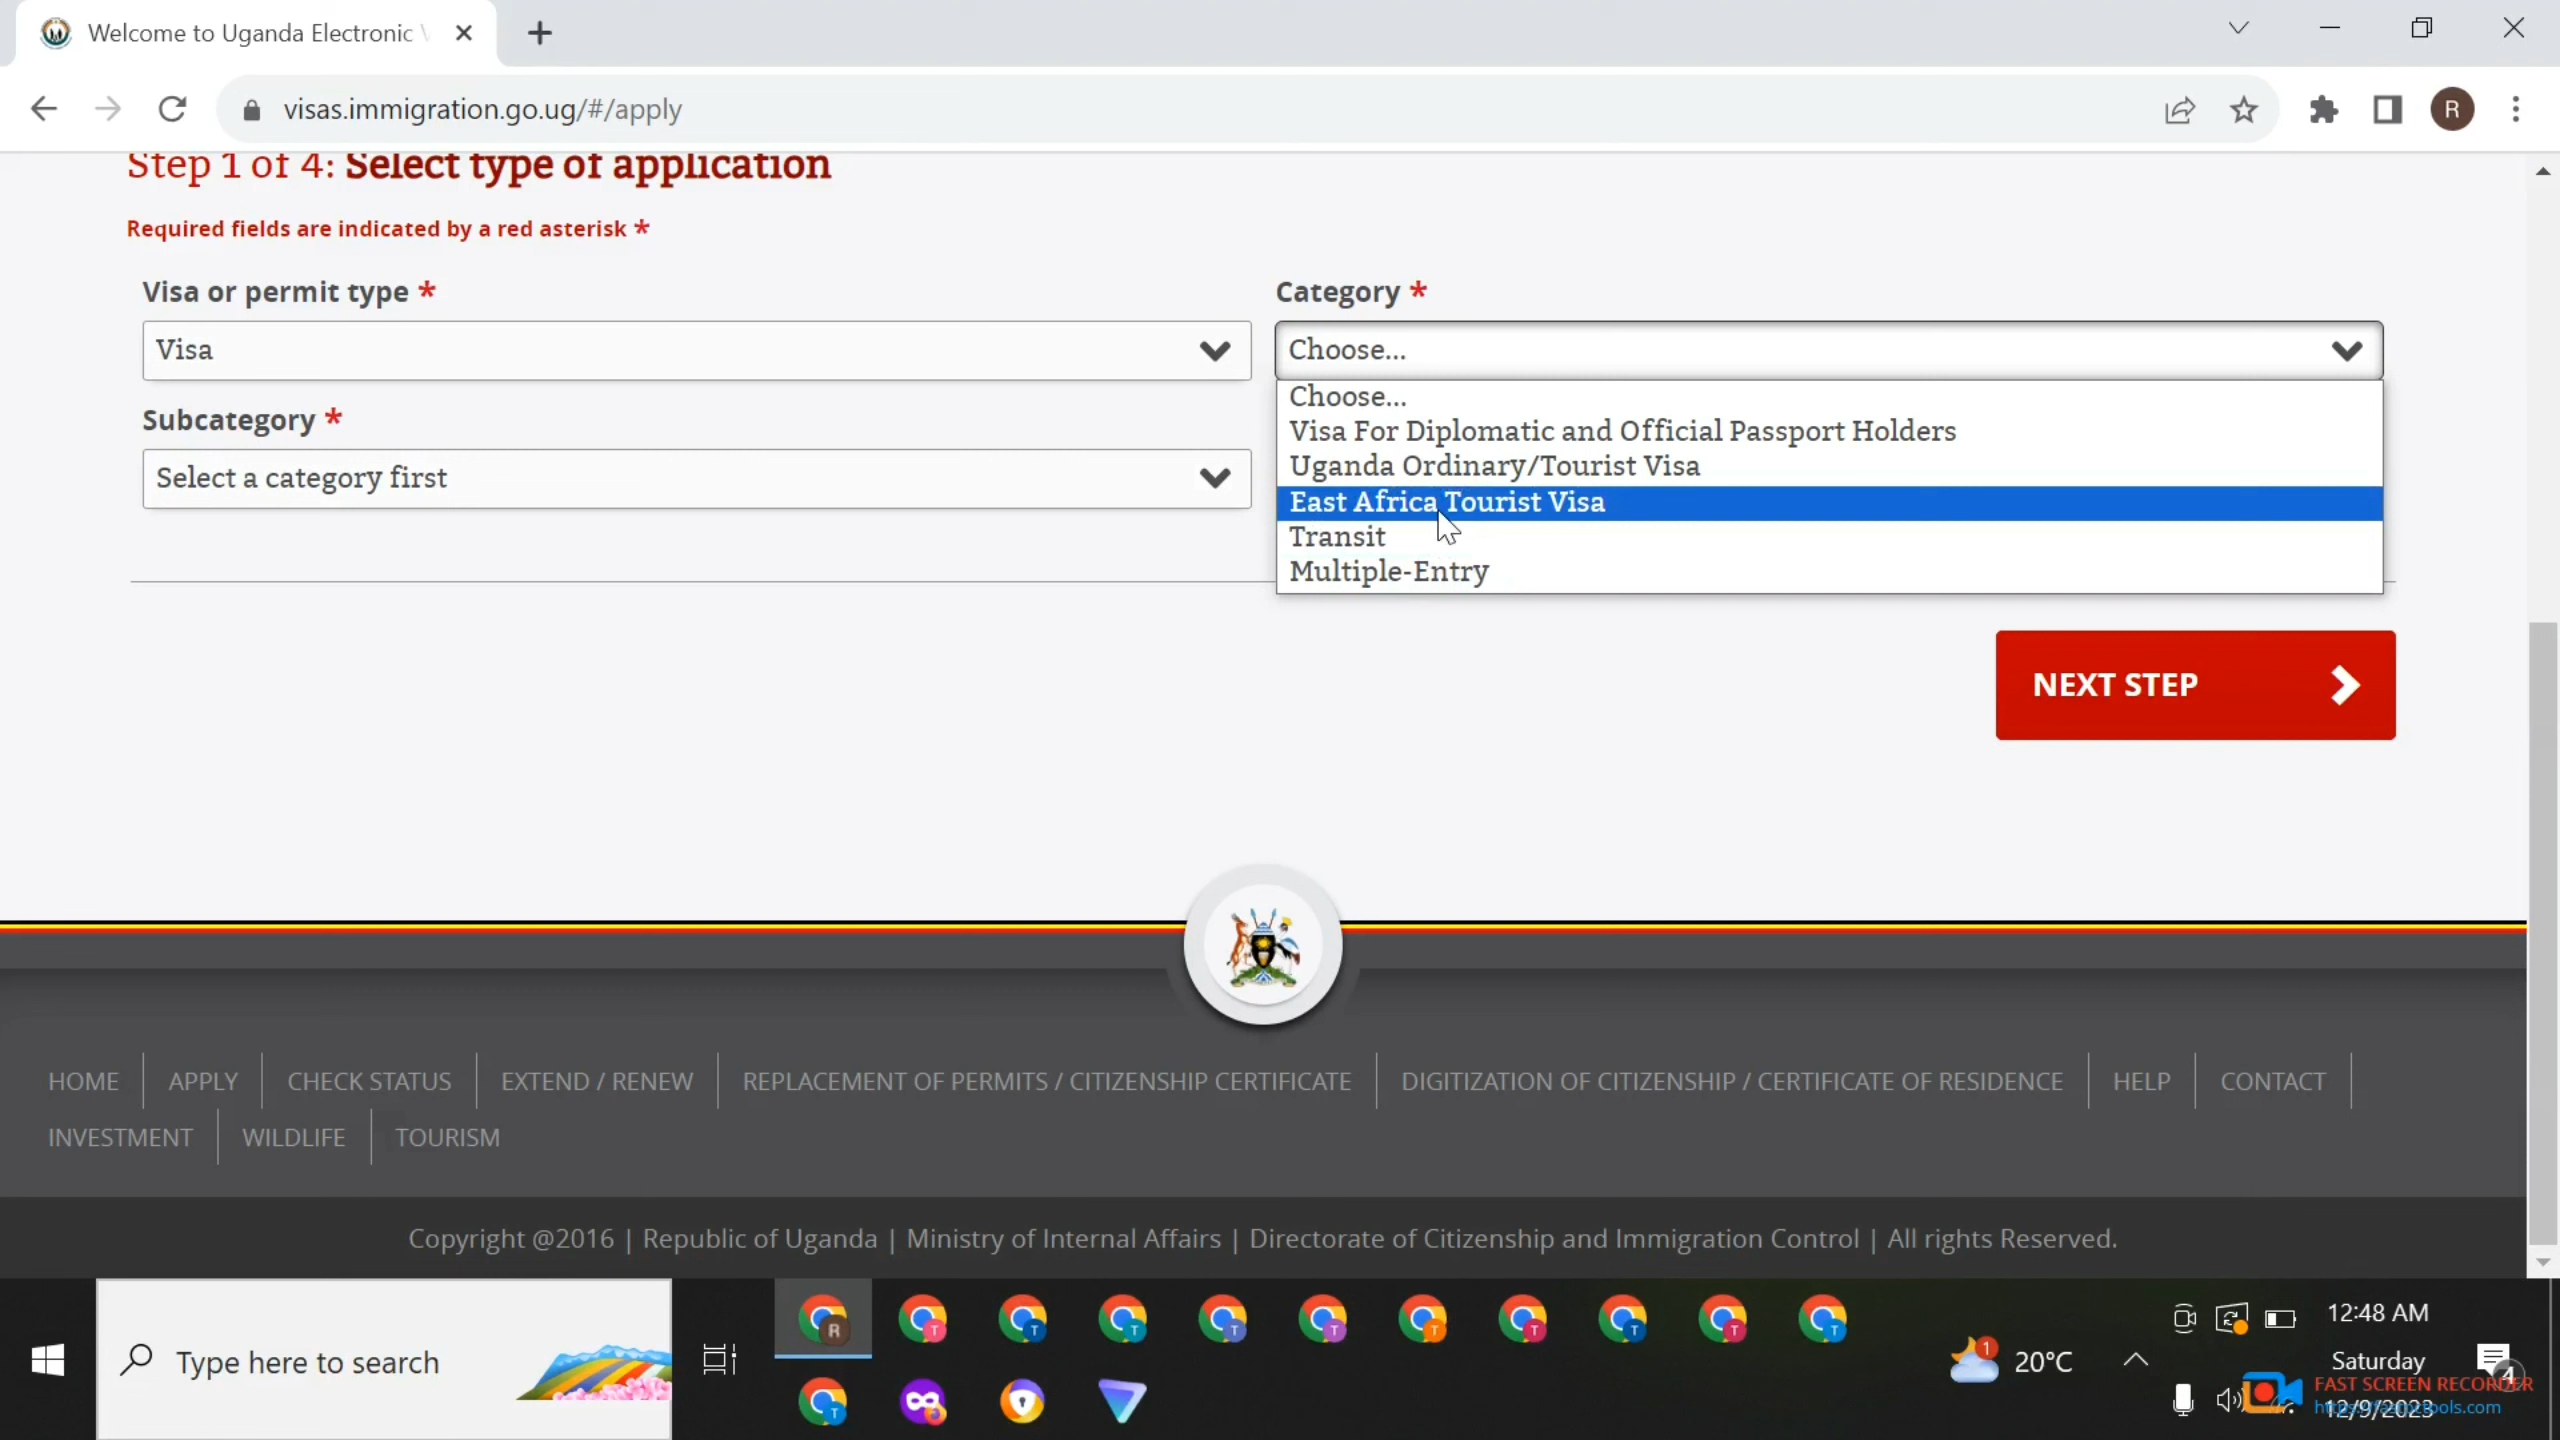 Welcome to Uganda Electronic
visas.immigration.go.ug/#/apply
R
Step 1 of 4: Select type of application
Required fields are indicated by a red asterisk *
Visa or permit type *
Category *
Visa
Choose...
Choose...
Visa For Diplomatic and Official Passport Holders
Subcategory *
Uganda Ordinary/Tourist Visa
Select a category first
East Africa Tourist Visa
Transit
Multiple-Entry
NEXT STEP
HOME
APPLY
CHECK STATUS
EXTEND / RENEW
REPLACEMENT OF PERMITS / CITIZENSHIP CERTIFICATE
DIGITIZATION OF CITIZENSHIP / CERTIFICATE OF RESIDENCE
HELP
CONTACT
INVESTMENT
WILDLIFE
TOURISM
Copyright @2016 | Republic of Uganda | Ministry of Internal Affairs | Directorate of Citizenship and Immigration Control | All rights Reserved.
Type here to search
R
T
T
T
T
T
T
T
T
T
T
T
1
20°C
12:48 AM
Saturday
12/9/2023
4
FAST SCREEN RECORDER